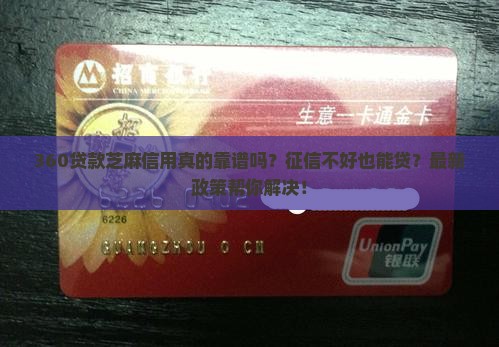 招商银行
CHINA MERCHANTS BANK
生意一卡通金卡
360贷款芝麻信用真的靠谱吗？征信不好也能贷？最新
政策帮你解决！
6226
GUANGZHOU O CM
UnionPay
银联